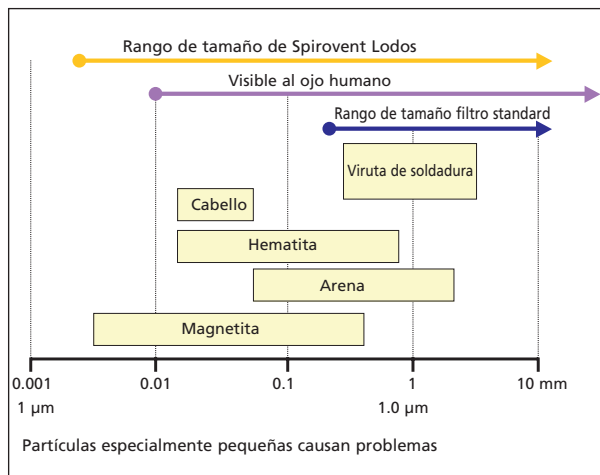 Rango de tamaño de Spirovent Lodos
Visible al ojo humano
Rango de tamaño filtro standard
Viruta de soldadura
Cabello
Hematita
Arena
Magnetita
0.001 0.01 0.1 1 10 mm
1 µm 1.0 µm
Partículas especialmente pequeñas causan problemas